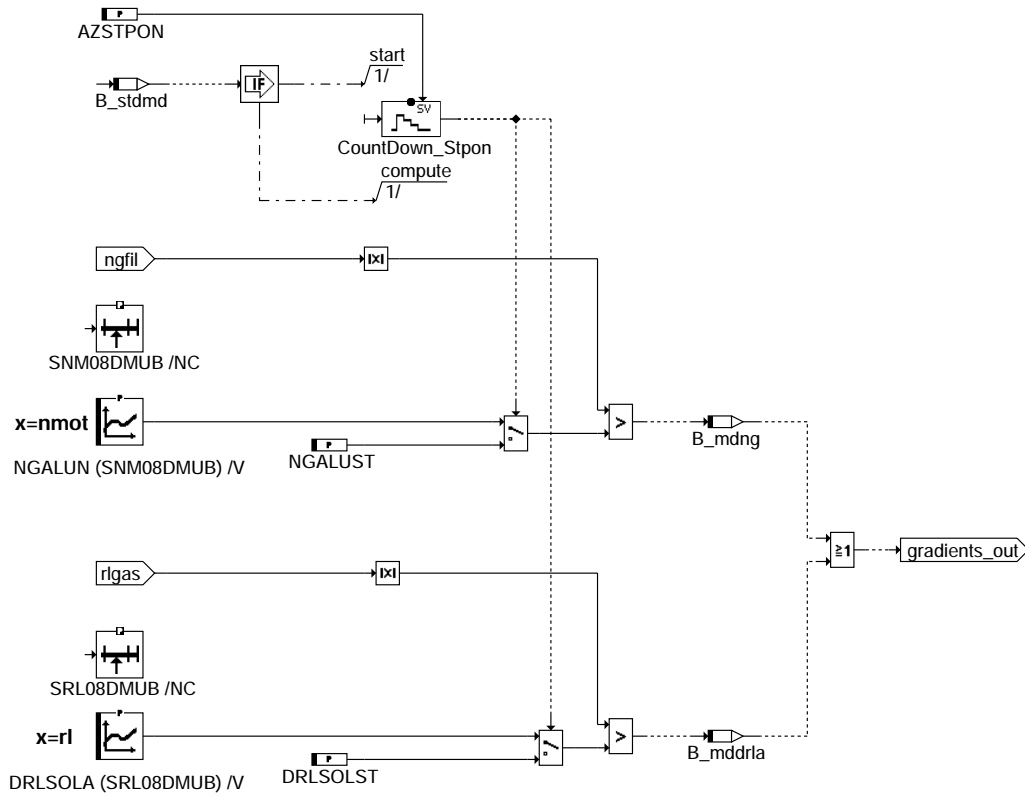 P
AZSTPON
start
1/
IF
B_stdmd
SV
CountDown_Stpon
compute
1/
ngfil
|x|
SNM08DMUB /NC
P
x=nmot
NGALUN (SNM08DMUB) /V
P
NGALUST
>
B_mdng
≥1
gradients_out
rlgas
|x|
SRL08DMUB /NC
P
x=rl
DRLSOLA (SRL08DMUB) /V
P
DRLSOLST
>
B_mddrla